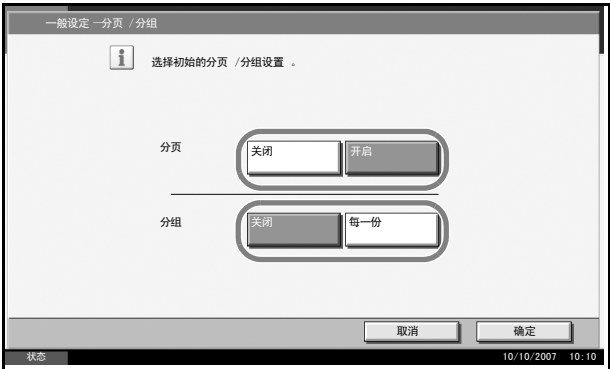 一般设定 －分页 /分组
选择初始的分页 /分组设置 。
分页 关闭 开启
分组 关闭 每一份
取消 确定
状态 10/10/2007 10:10